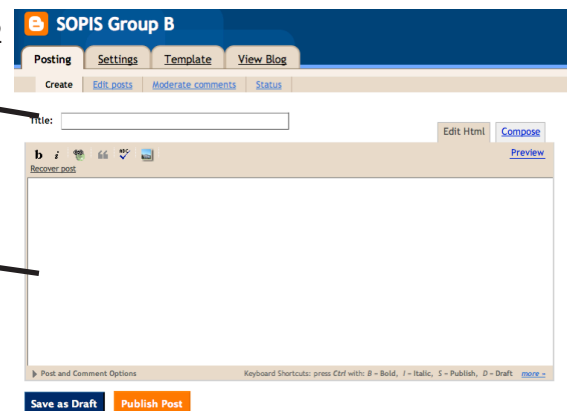 SOPIS Group B
Posting Settings Template View Blog
Create Edit posts Moderate comments Status
Title:
Edit Html Compose
b i “ ABC Preview
Recover post
Post and Comment Options Keyboard Shortcuts: press Ctrl with: B - Bold, I - Italic, S - Publish, D - Draft more »
Save as Draft Publish Post